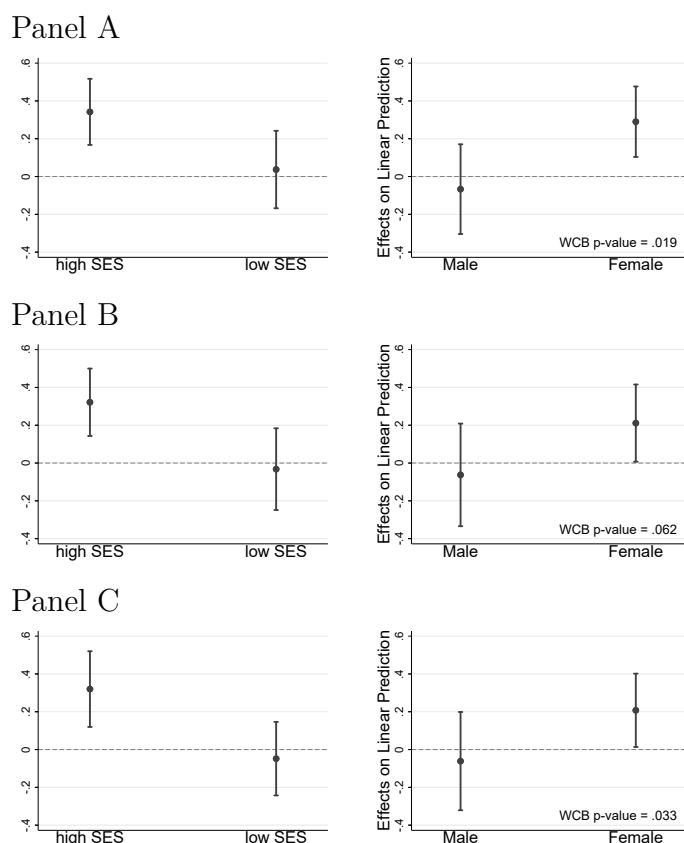 Panel A
.6
.4
.2
0
-.2
-.4
high SES low SES
Effects on Linear Prediction
.6
.4
.2
0
-.2
-.4
WCB p-value = .019
Male Female
Panel B
.6
.4
.2
0
-.2
-.4
high SES low SES
Effects on Linear Prediction
.6
.4
.2
0
-.2
-.4
WCB p-value = .062
Male Female
Panel C
.6
.4
.2
0
-.2
-.4
high SES low SES
Effects on Linear Prediction
.6
.4
.2
0
-.2
-.4
WCB p-value = .033
Male Female